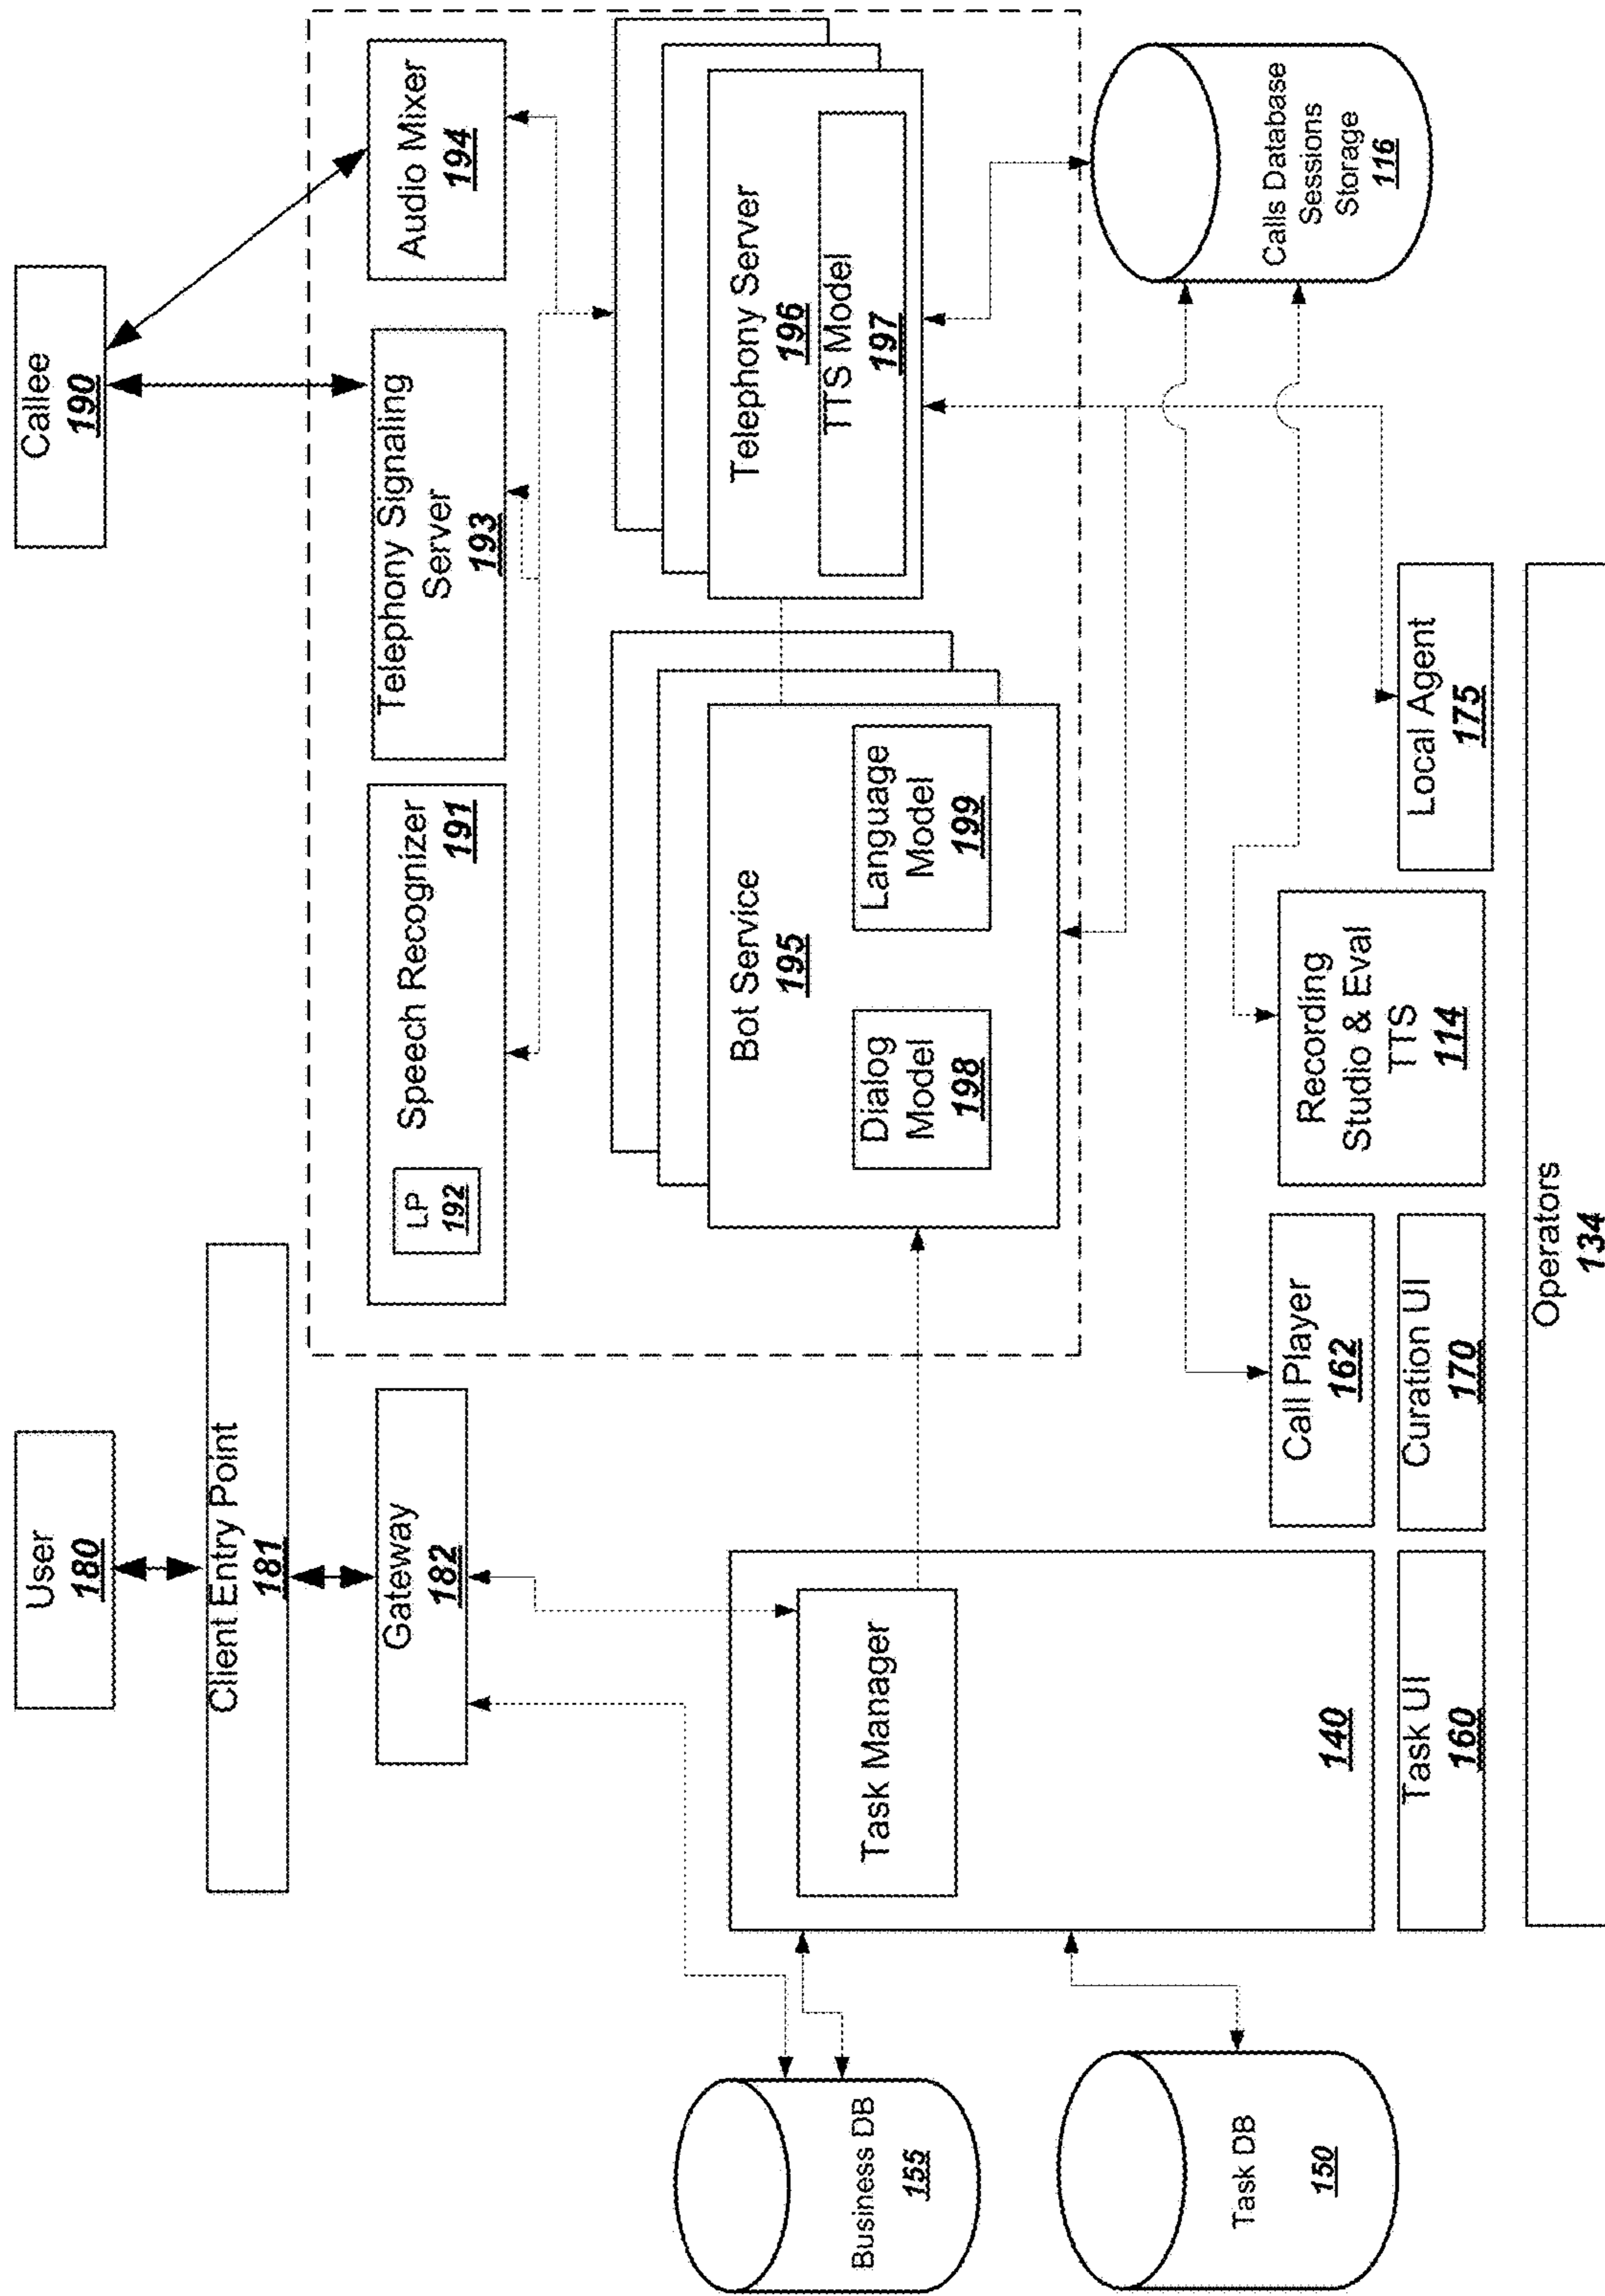 User
180
Callee
190
Client Entry Point
181
Gateway
182
Speech Recognizer
191
LP
192
Telephony Signaling
Server
193
Audio Mixer
194
Bot Service
195
Dialog
Model
198
Language
Model
199
Telephony Server
196
TTS Model
197
Business DB
155
Task DB
150
Task Manager
140
Calls Database
Sessions
Storage
116
Call Player
162
Recording
Studio & Eval
TTS
114
Task UI
160
Curation UI
170
Local Agent
175
Operators
134